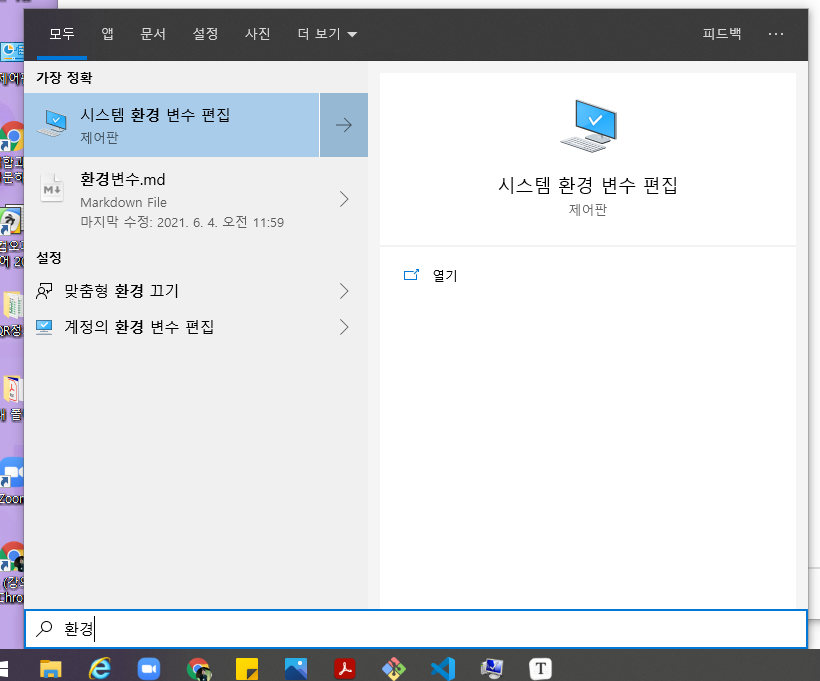 모두 앱 문서 설정 사진 더 보기 피드백 ...
가장 정확
시스템 환경 변수 편집
제어판
환경변수.md
Markdown File
마지막 수정: 2021. 6. 4. 오전 11:59
설정
맞춤형 환경 끄기
계정의 환경 변수 편집
시스템 환경 변수 편집
제어판
열기
환경
Zoom
T